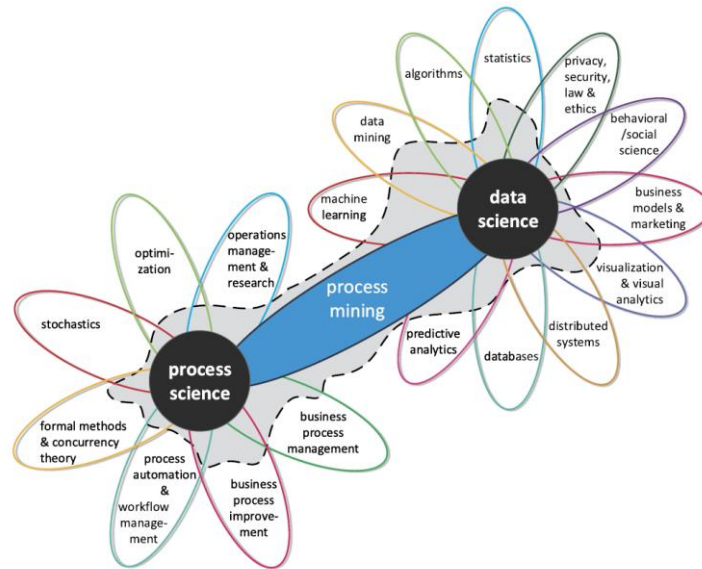 statistics
algorithms
privacy,
security,
law &
ethics
data
mining
behavioral
/social
science
machine
learning
data
science
business
models &
marketing
visualization
& visual
analytics
distributed
systems
databases
predictive
analytics
process
mining
operations
manage-
ment &
research
optimi-
zation
stochastics
process
science
formal methods
& concurrency
theory
process
automation
&
workflow
manage-
ment
business
process
improve-
ment
business
process
management